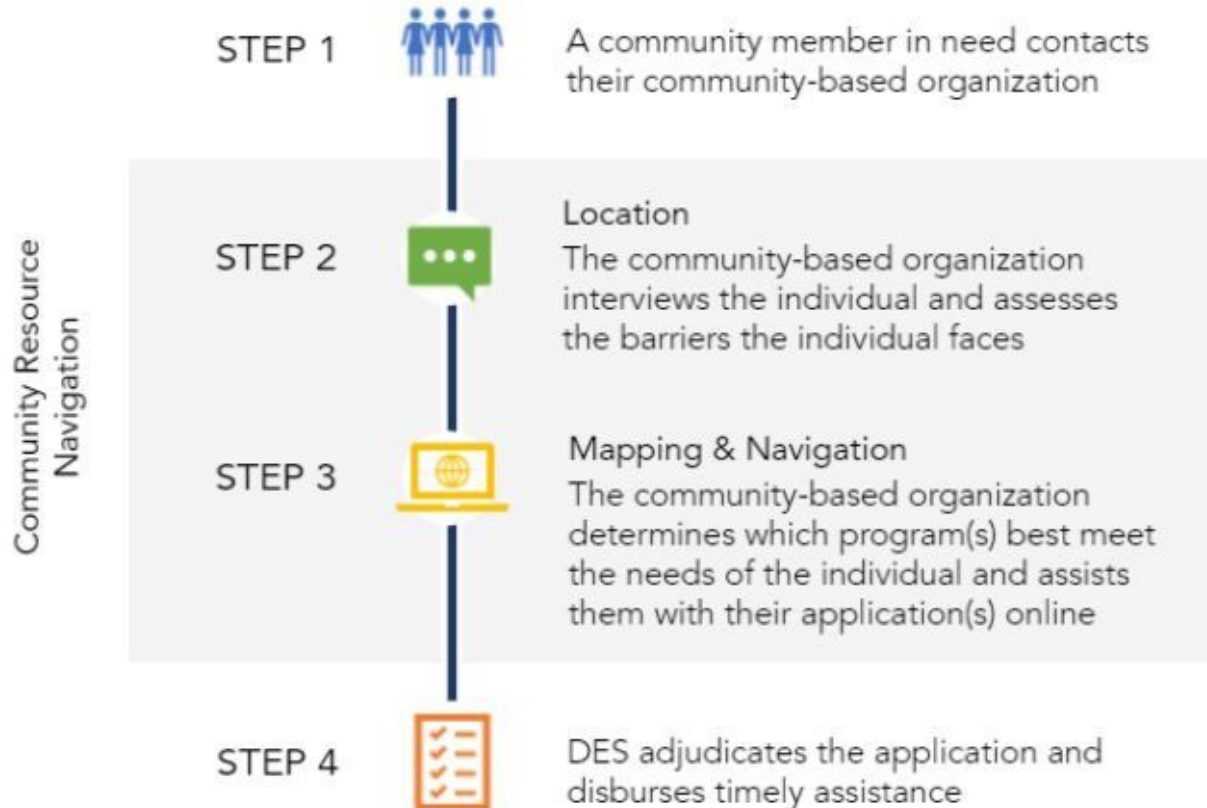 STEP 1
A community member in need contacts
their community-based organization
Community Resource
Navigation
STEP 2
Location
The community-based organization
interviews the individual and assesses
the barriers the individual faces
STEP 3
Mapping & Navigation
The community-based organization
determines which program(s) best meet
the needs of the individual and assists
them with their application(s) online
STEP 4
DES adjudicates the application and
disburses timely assistance